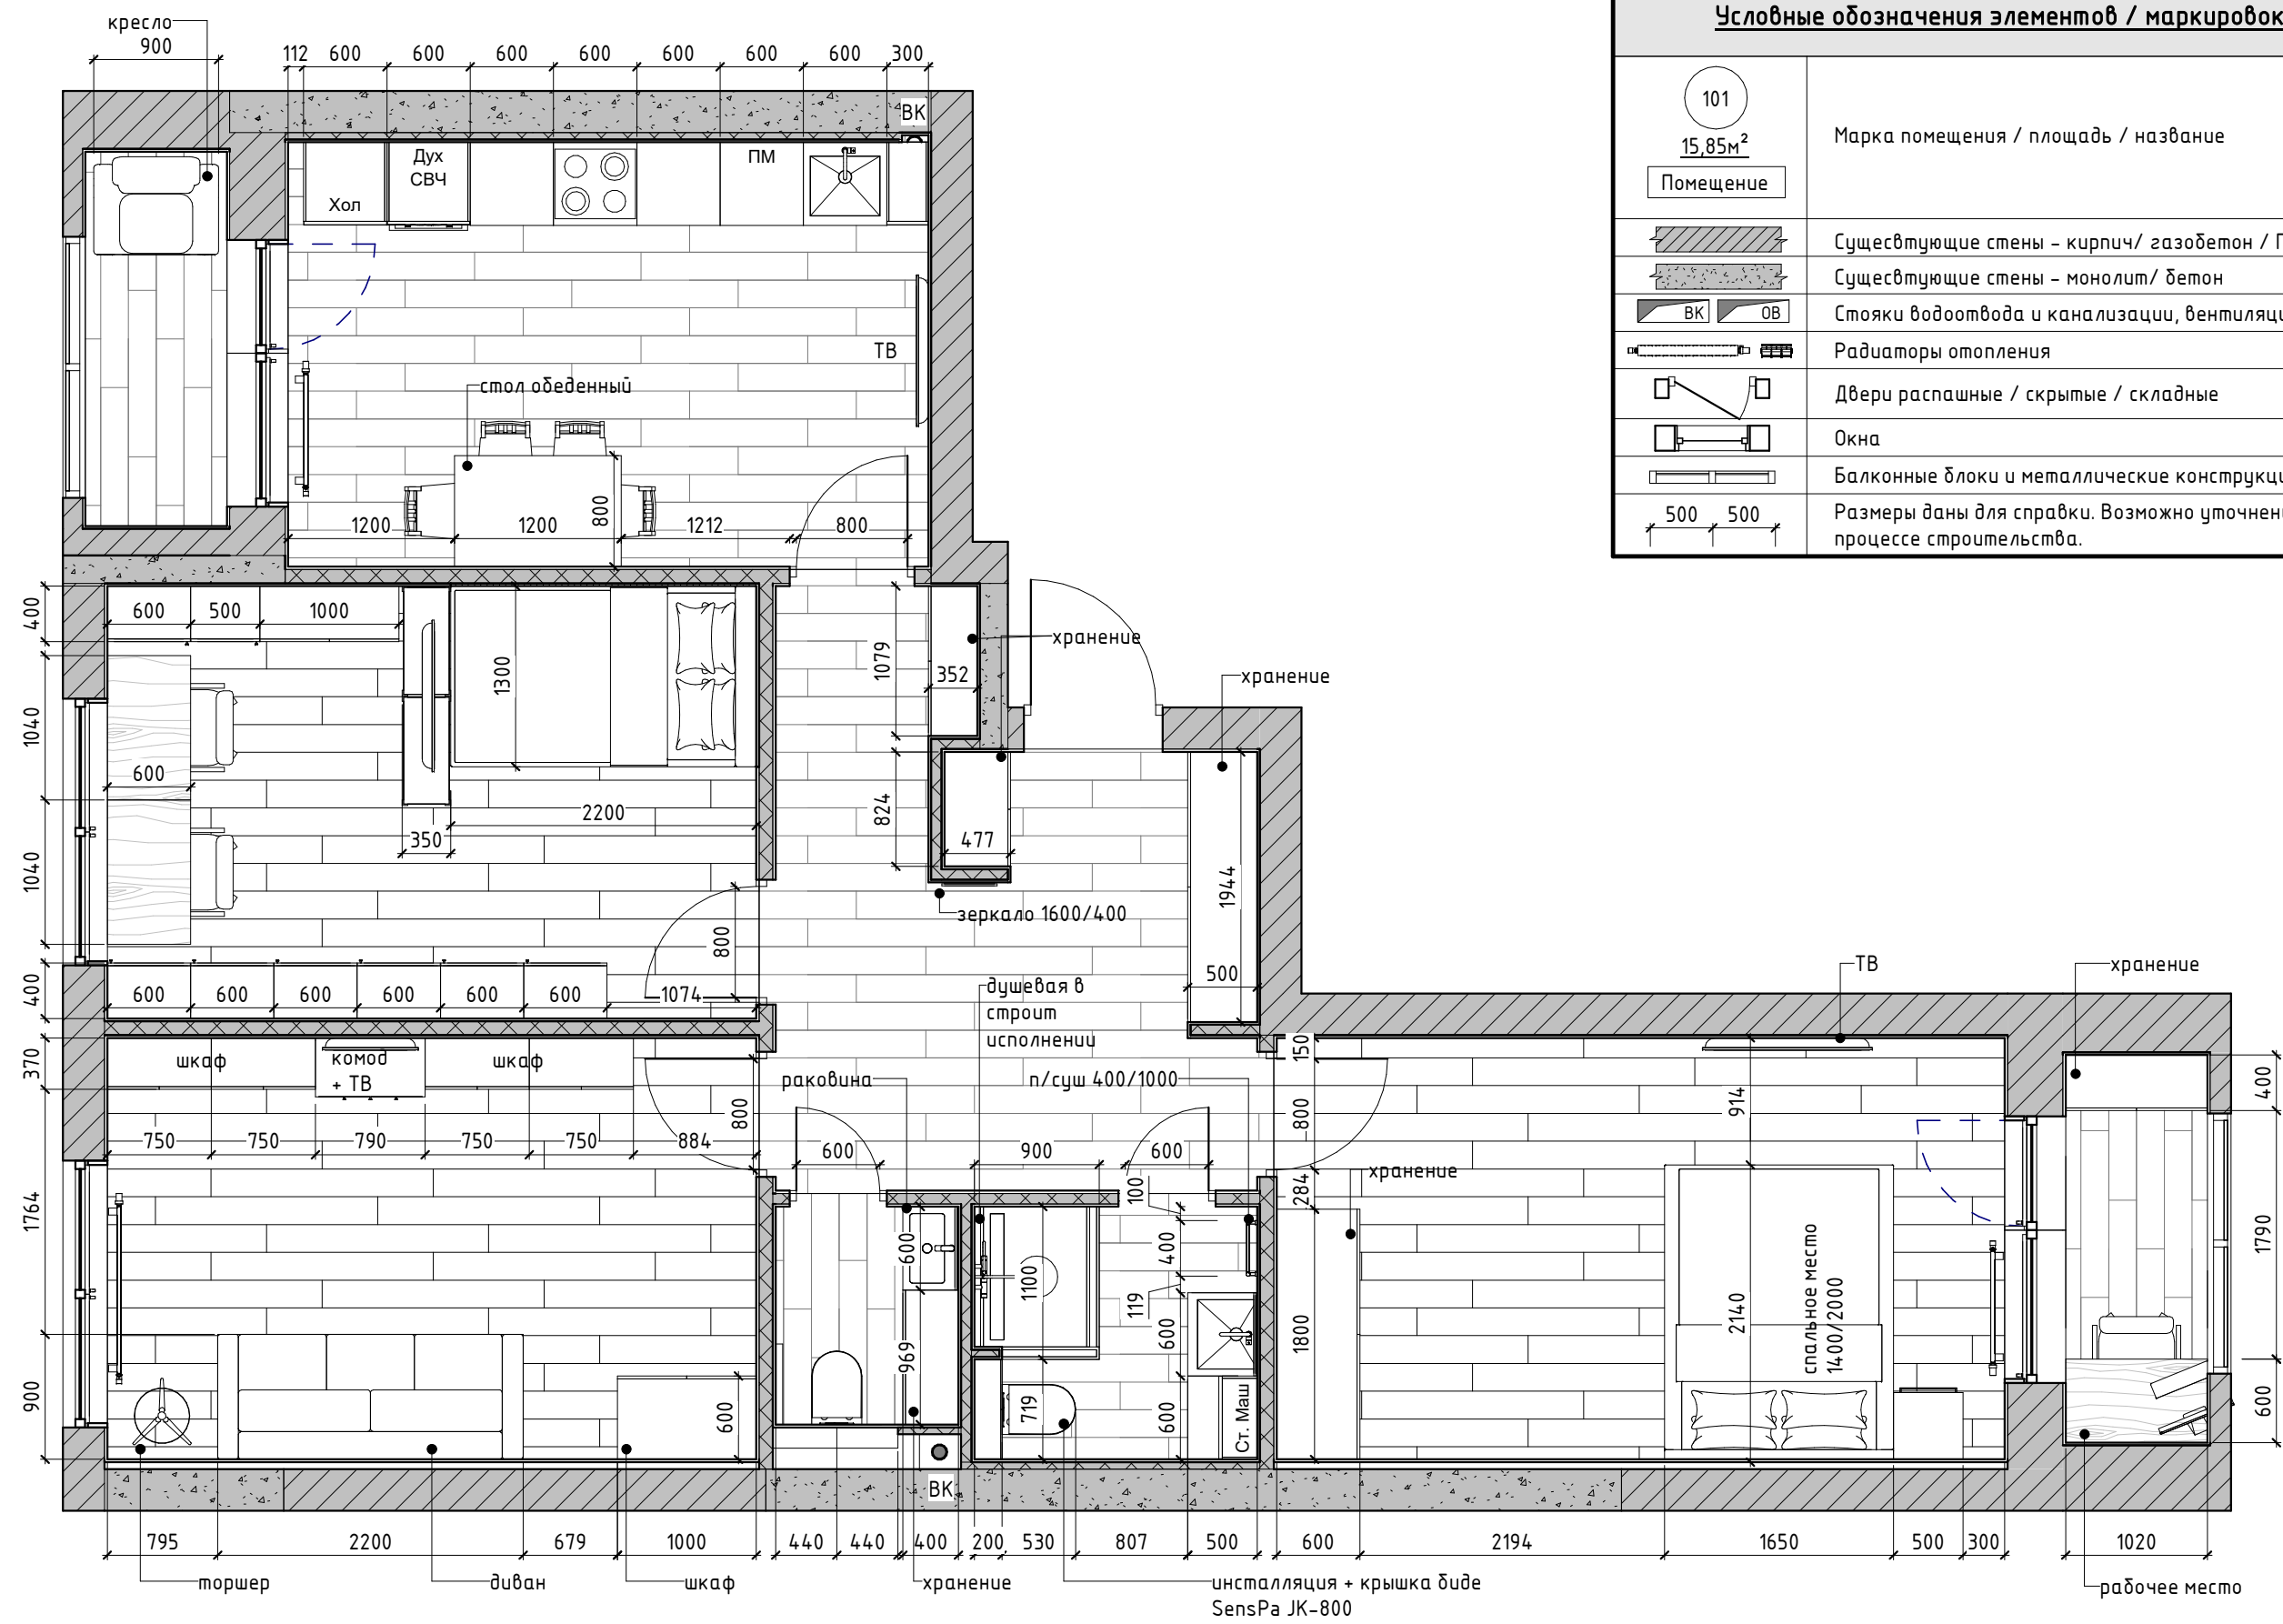 кресло
900
112 600 600 600 600 600 600 600 300
ВК
Дух
СВЧ
ПМ
Хол
ТВ
стол обеденный
800
1200 1200 1212 800
Условные обозначения элементов / маркировок
101
15,85м²
Помещение
Марка помещения / площадь / название
Сущесвтующие стены - кирпич/ газобетон /
Сущесвтующие стены - монолит/ бетон
ВК ОВ
Стояки водоотвода и канализации,
Радиаторы отопления
Двери распашные / скрытые / складные
Окна
Балконные блоки и металлические
500 500
Размеры даны для справки. Возможно
процессе строительства.
400
600 500 1000
1300
1079
352
хранение
хранение
1040
600
2200
350
824
477
1944
1040
зеркало 1600/400
800
500
400
600 600 600 600 600 600 1074
душевая в
строит
исполнении
ТВ
хранение
370
шкаф
комод
+ ТВ
шкаф
раковина
п/суш 400/1000
150
914
400
800
800
750 750 790 750 750 884
600
900
600
хранение
1764
100
284
600
400
1100
119
1790
969
600
1800
2140
спальное место
1400/2000
900
600
719
600
Ст. Маш
600
ВК
795 2200 679 1000 440 440 400 200 530 807 500 600 2194 1650 500 300 1020
торшер
диван
шкаф
хранение
инсталляция + крышка биде
SensPa JK-800
рабочее место